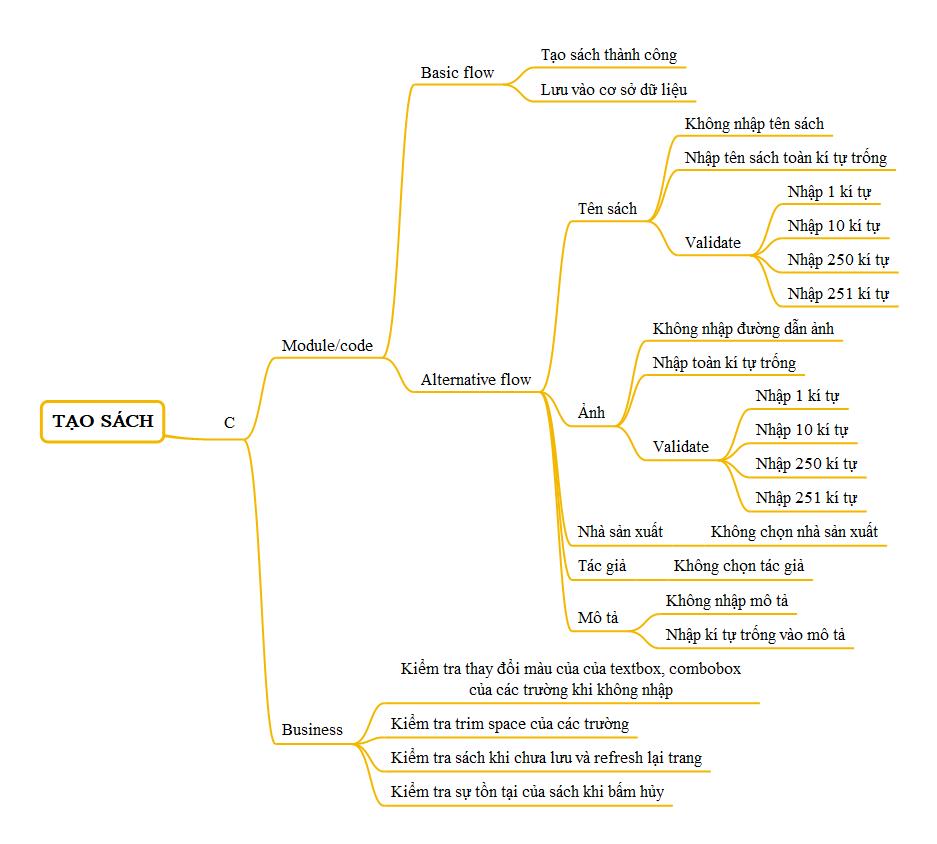 TẠO SÁCH
C
Module/code
Basic flow
Tạo sách thành công
Lưu vào cơ sở dữ liệu
Alternative flow
Tên sách
Không nhập tên sách
Nhập tên sách toàn kí tự trống
Validate
Nhập 1 kí tự
Nhập 10 kí tự
Nhập 250 kí tự
Nhập 251 kí tự
Ảnh
Không nhập đường dẫn ảnh
Nhập toàn kí tự trống
Validate
Nhập 1 kí tự
Nhập 10 kí tự
Nhập 250 kí tự
Nhập 251 kí tự
Nhà sản xuất
Không chọn nhà sản xuất
Tác giả
Không chọn tác giả
Mô tả
Không nhập mô tả
Nhập kí tự trống vào mô tả
Business
Kiểm tra thay đổi màu của của textbox, combobox
của các trường khi không nhập
Kiểm tra trim space của các trường
Kiểm tra sách khi chưa lưu và refresh lại trang
Kiểm tra sự tồn tại của sách khi bấm hủy